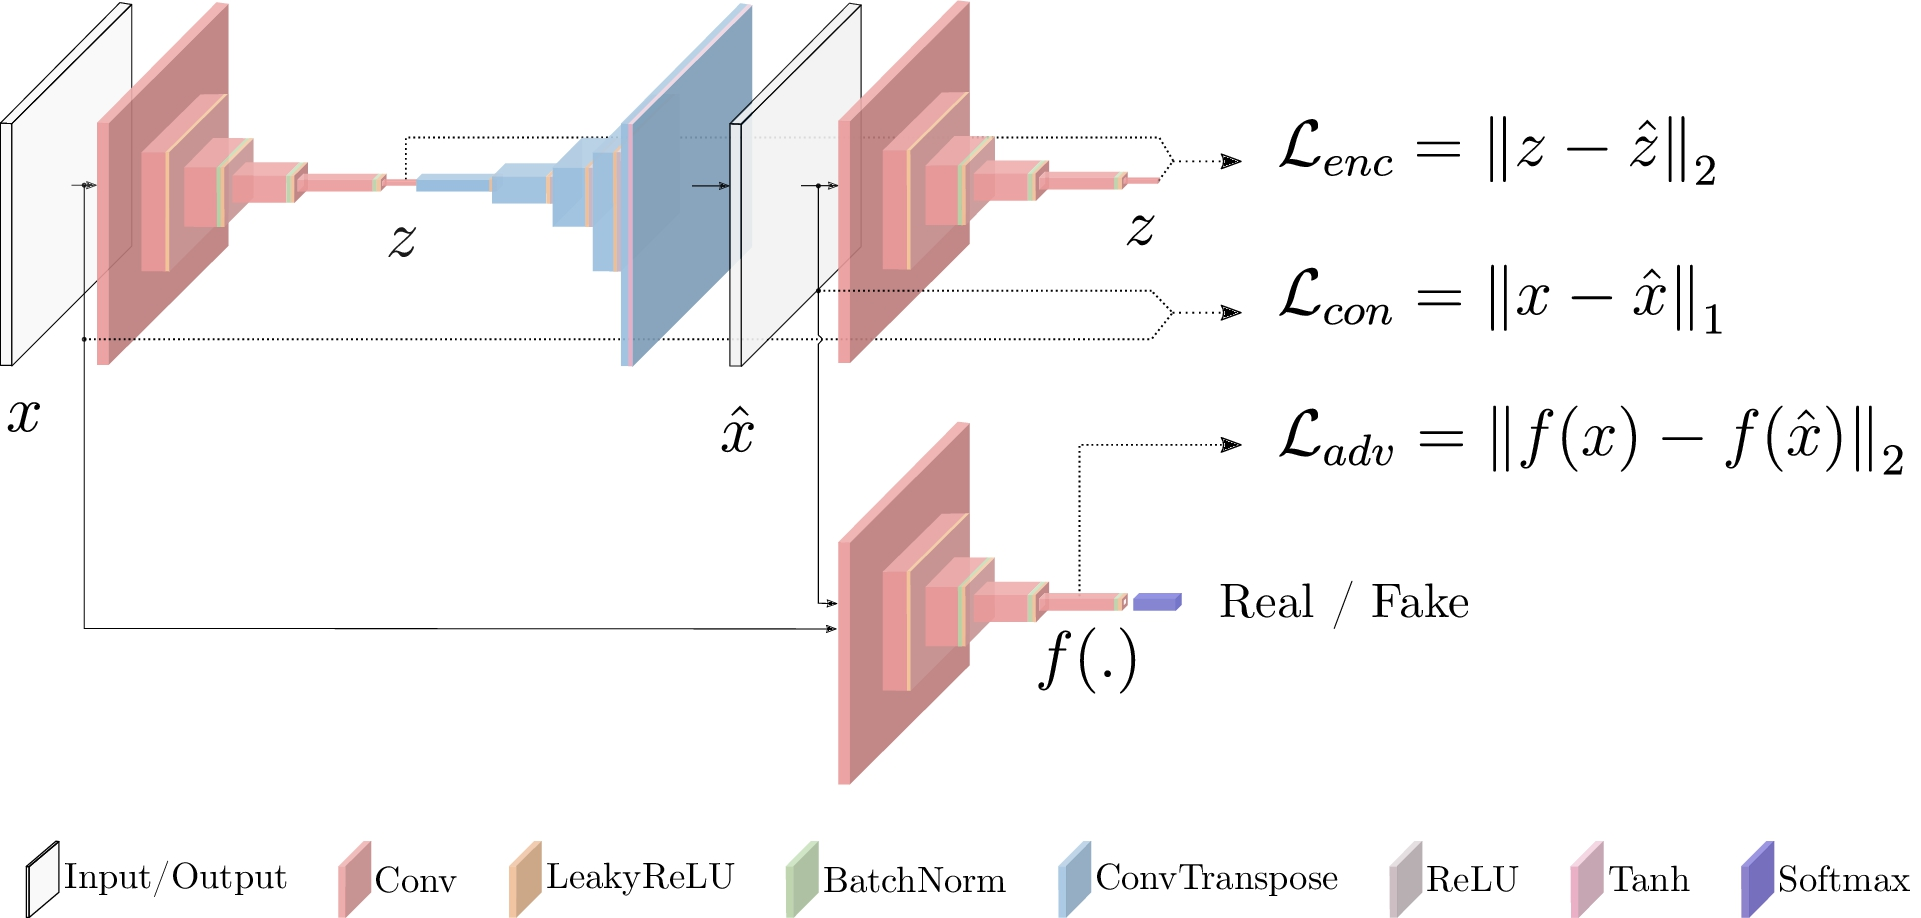 ℒ_enc = ‖z − ẑ‖₂
z
z
ℒ_con = ‖x − x̂‖₁
x
x̂
ℒ_adv = ‖f(x) − f(x̂)‖₂
Real / Fake
f(.)
Input/Output Conv LeakyReLU BatchNorm ConvTranspose ReLU Tanh Softmax